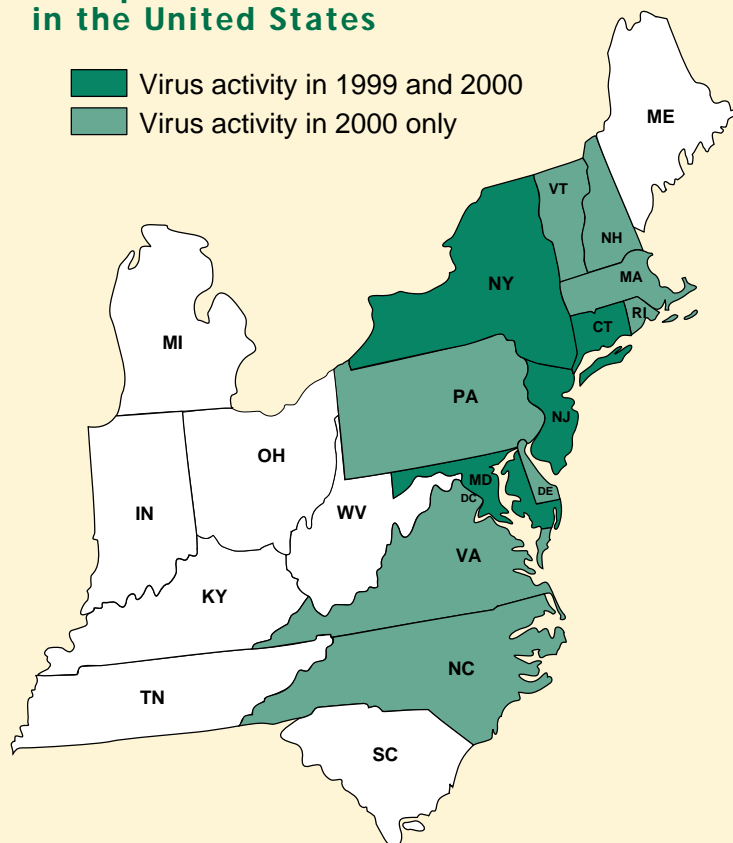 in the United States
Virus activity in 1999 and 2000
Virus activity in 2000 only
ME
VT
NH
NY
MA
RI
CT
MI
PA
NJ
OH
MD
DC
DE
IN
WV
VA
KY
NC
TN
SC